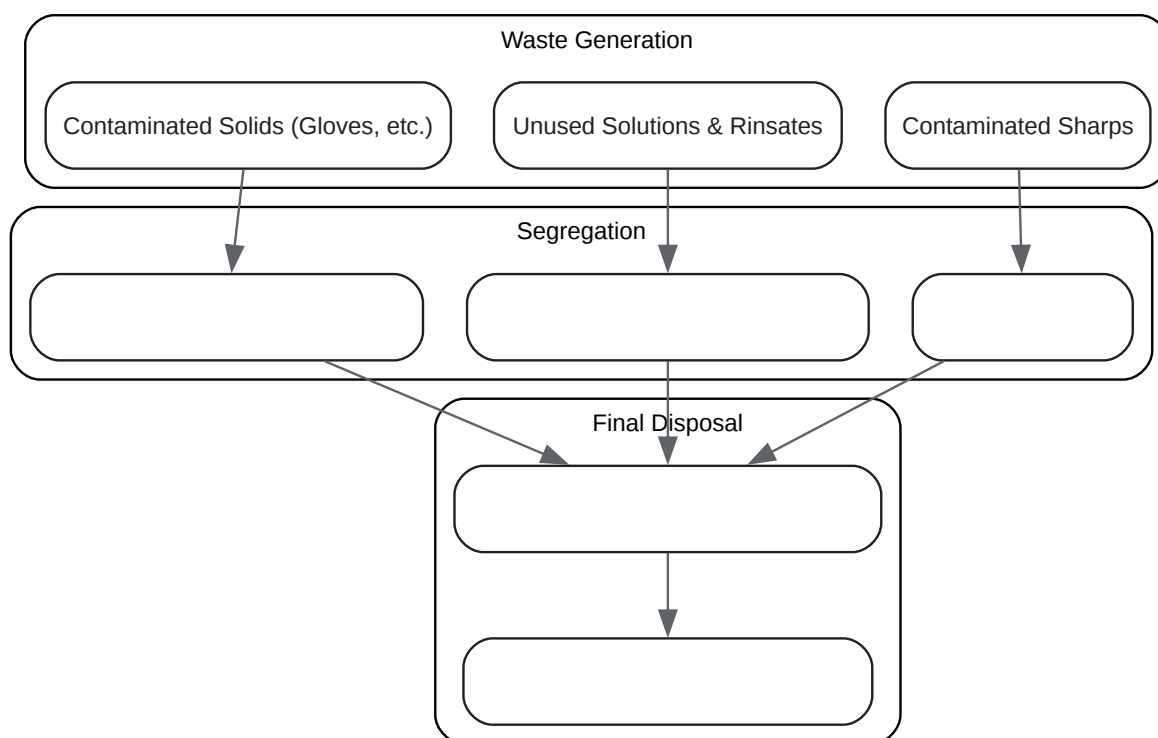 Waste Generation
Contaminated Solids (Gloves, etc.)
Unused Solutions & Rinsates
Contaminated Sharps
Segregation
Final Disposal